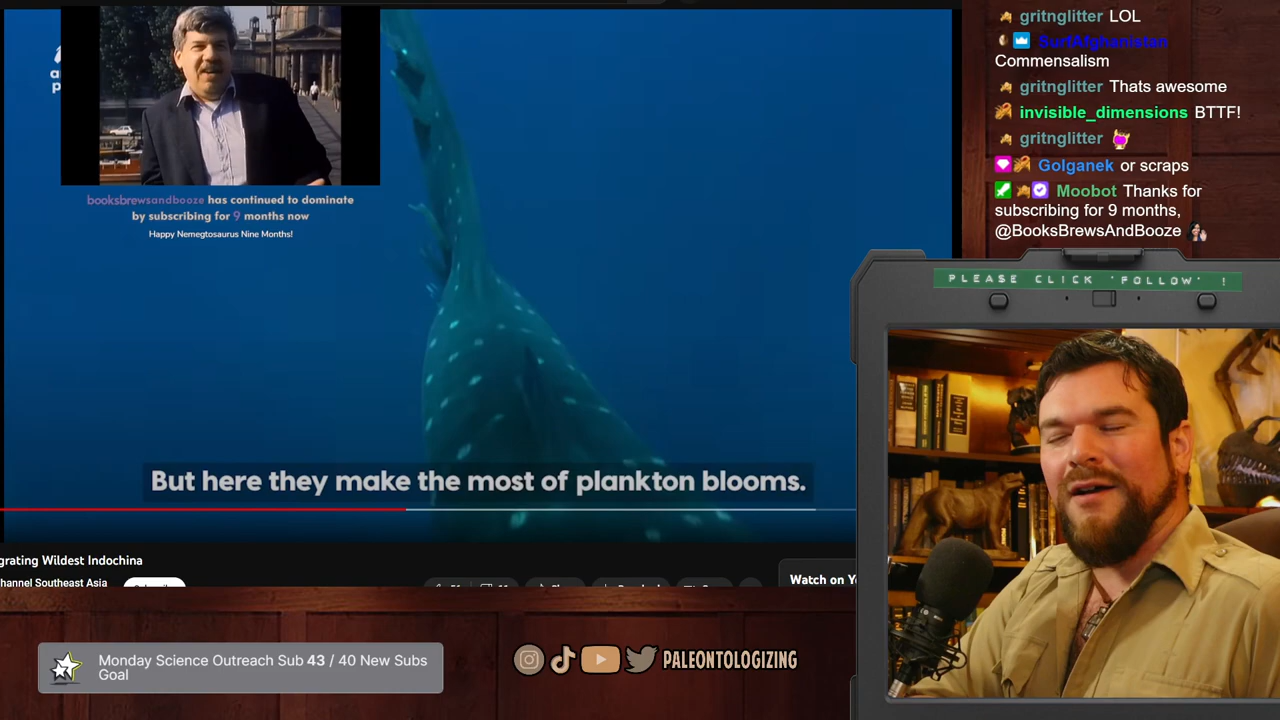 booksbrewsandbooze has continued to dominate
by subscribing for 9 months now
Happy Nemegtosaurus Nine Months!
But here they make the most of plankton blooms.
grating Wildest Indochina
hannel Southeast Asia
Watch on Y
Monday Science Outreach Sub 43 / 40 New Subs
Goal
PALEONTOLOGIZING
gritnglitter LOL
SurfAfghanistan
Commensalism
gritnglitter Thats awesome
invisible_dimensions BTTF!
gritnglitter
Golganek or scraps
Moobot Thanks for
subscribing for 9 months,
@BooksBrewsAndBooze
PLEASE CLICK 'FOLLOW' !